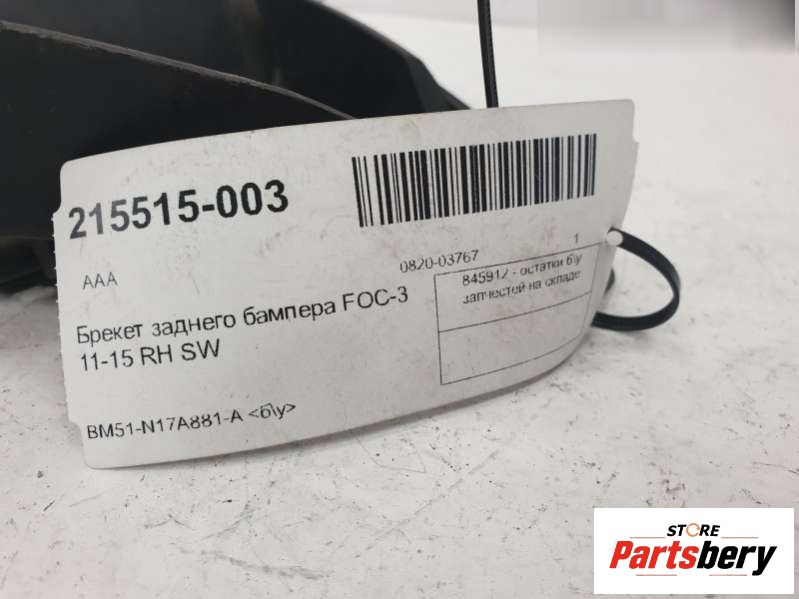 215515-003
AAA
0820-03767
1
845912 - остатки б\у
запчестей на складе
Брекет заднего бампера FOC-3
11-15 RH SW
BM51-N17A881-A <б\у>
STORE
Partsbery